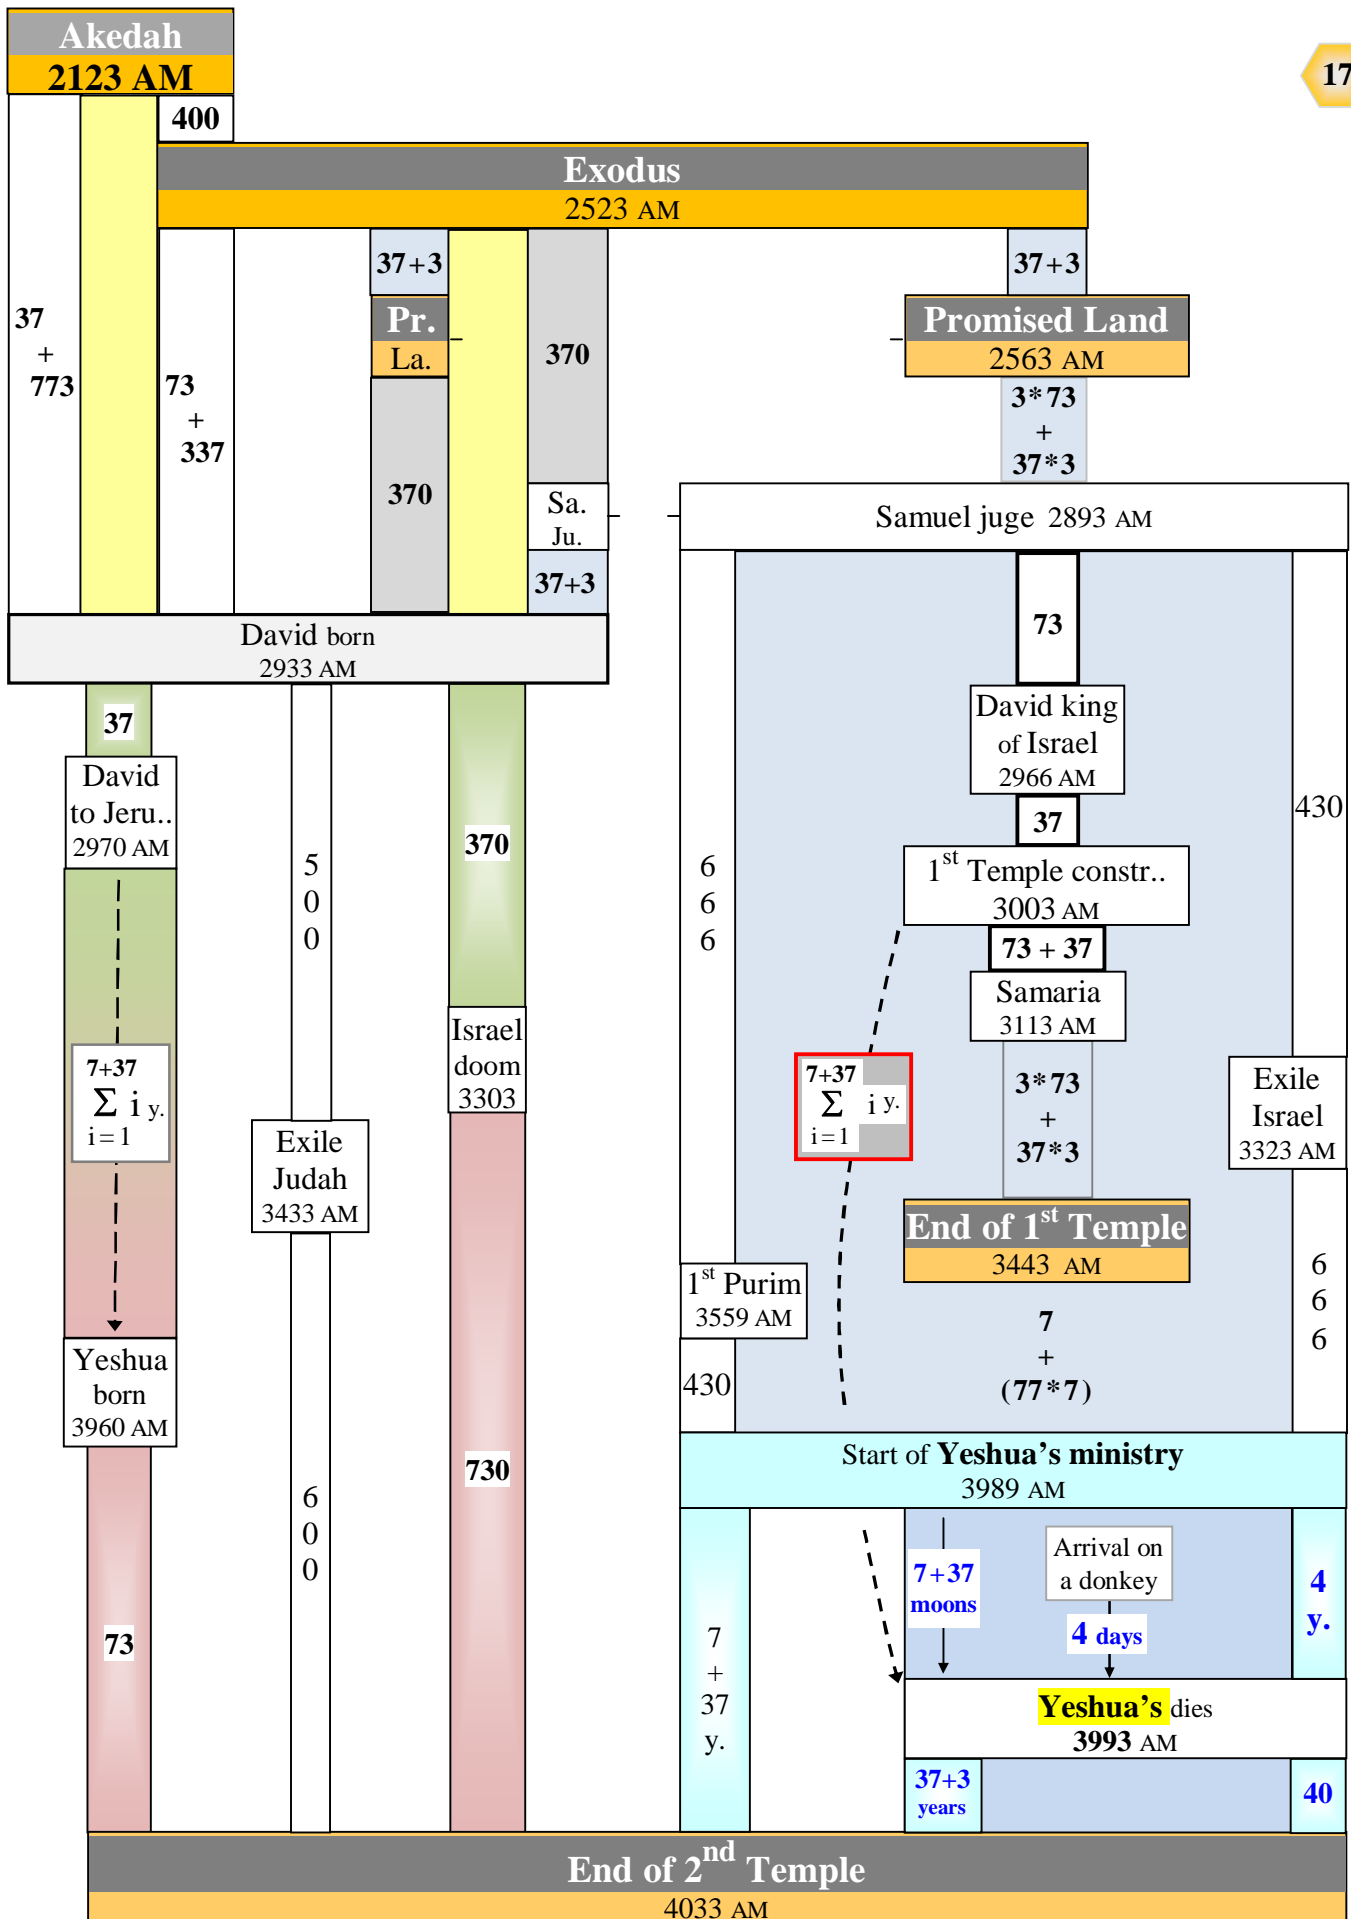 Akedah
2123 AM
17
400
Exodus
2523 AM
37+3
37+3
Pr.
La.
Promised Land
2563 AM
37
+
773
73
+
337
370
370
3*73
+
37*3
Sa.
Ju.
Samuel juge 2893 AM
37+3
David born
2933 AM
73
37
David
to Jeru..
2970 AM
David king
of Israel
2966 AM
430
37
370
5
0
0
6
6
6
1st Temple constr..
3003 AM
73 + 37
Samaria
3113 AM
Israel
doom
3303
7+37
Σ i y.
i = 1
7+37
Σ i y.
i = 1
3*73
+
37*3
Exile
Israel
3323 AM
Exile
Judah
3433 AM
End of 1st Temple
3443 AM
1st Purim
3559 AM
6
6
6
7
+
(77*7)
Yeshua
born
3960 AM
430
Start of Yeshua's ministry
3989 AM
730
6
0
0
7+37
moons
Arrival on
a donkey
4
y.
4 days
73
7
+
37
y.
Yeshua's dies
3993 AM
37+3
years
40
End of 2nd Temple
4033 AM